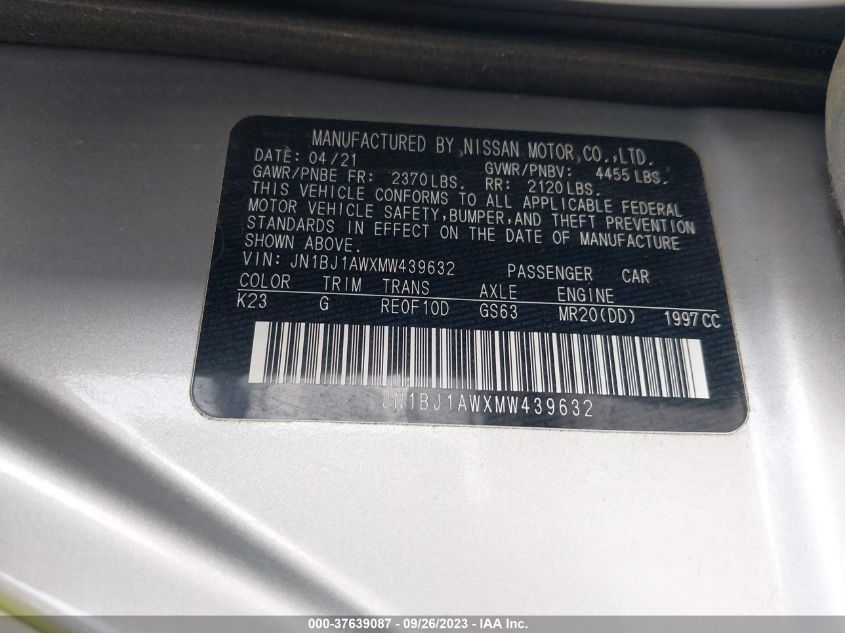 MANUFACTURED BY NISSAN MOTOR CO.,LTD.
DATE: 04/21 GVWR/PNBV: 4455 LBS.
GAWR/PNBE FR: 2370LBS. RR: 2120LBS.
THIS VEHICLE CONFORMS TO ALL APPLICABLE FEDERAL
MOTOR VEHICLE SAFETY,BUMPER,AND THEFT PREVENTION
STANDARDS IN EFFECT ON THE DATE OF MANUFACTURE
SHOWN ABOVE.
VIN: JN1BJ1AWXMW439632 PASSENGER CAR
COLOR TRIM TRANS AXLE ENGINE
K23 G RE0F10D GS63 MR20(DD) 1997CC
JN1BJ1AWXMW439632
000-37639087 - 09/26/2023 - IAA Inc.